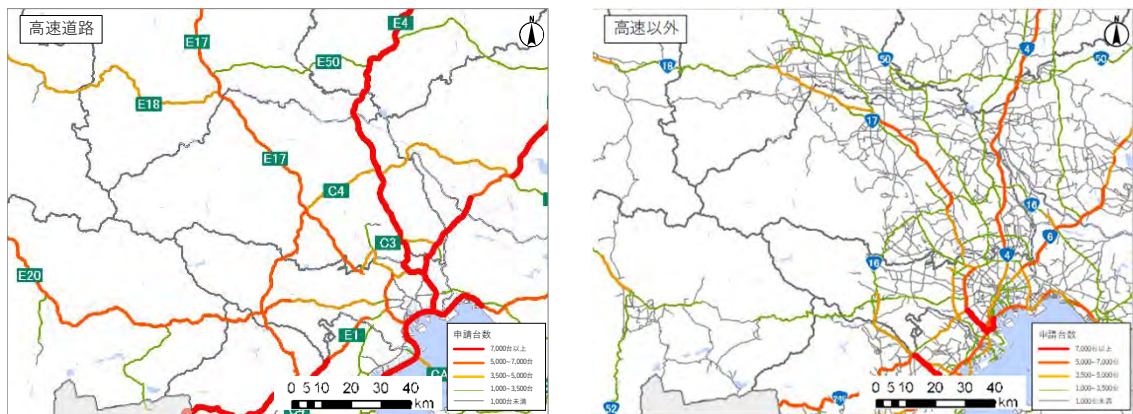 高速道路
N
E4
E17
E50
E18
E17
C4
C3
E20
E1
申請台数
7,000台以上
5,000~7,000台
3,500~5,000台
1,000~3,500台
1,000台未満
0 5 10 20 30 40
km
高速以外
N
4
18
50
50
17
16
6
4
16
52
申請台数
7,000台以上
5,000~7,000台
3,500~5,000台
1,000~3,500台
1,000台未満
0 5 10 20 30 40
km